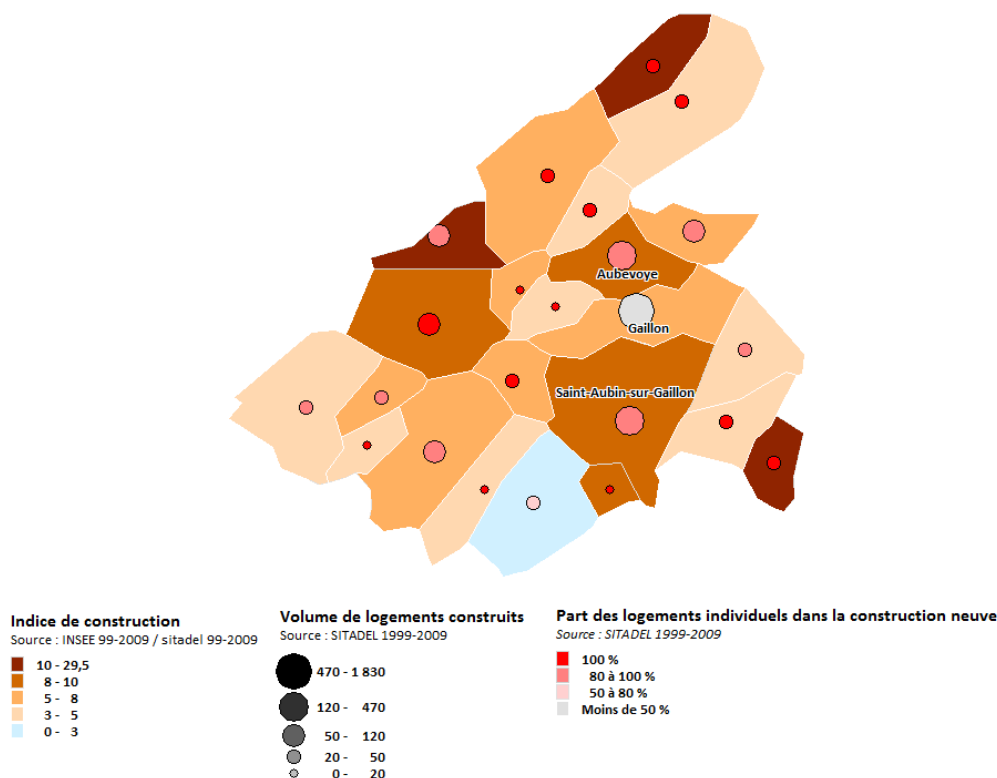 Aubevoye
Gaillon
Saint-Aubin-sur-Gaillon
Indice de construction
Source : INSEE 99-2009 / sitadel 99-2009
10 - 29,5
8 - 10
5 - 8
3 - 5
0 - 3
Volume de logements construits
Source : SITADEL 1999-2009
470 - 1 830
120 - 470
50 - 120
20 - 50
0 - 20
Part des logements individuels dans la construction neuve
Source : SITADEL 1999-2009
100 %
80 à 100 %
50 à 80 %
Moins de 50 %